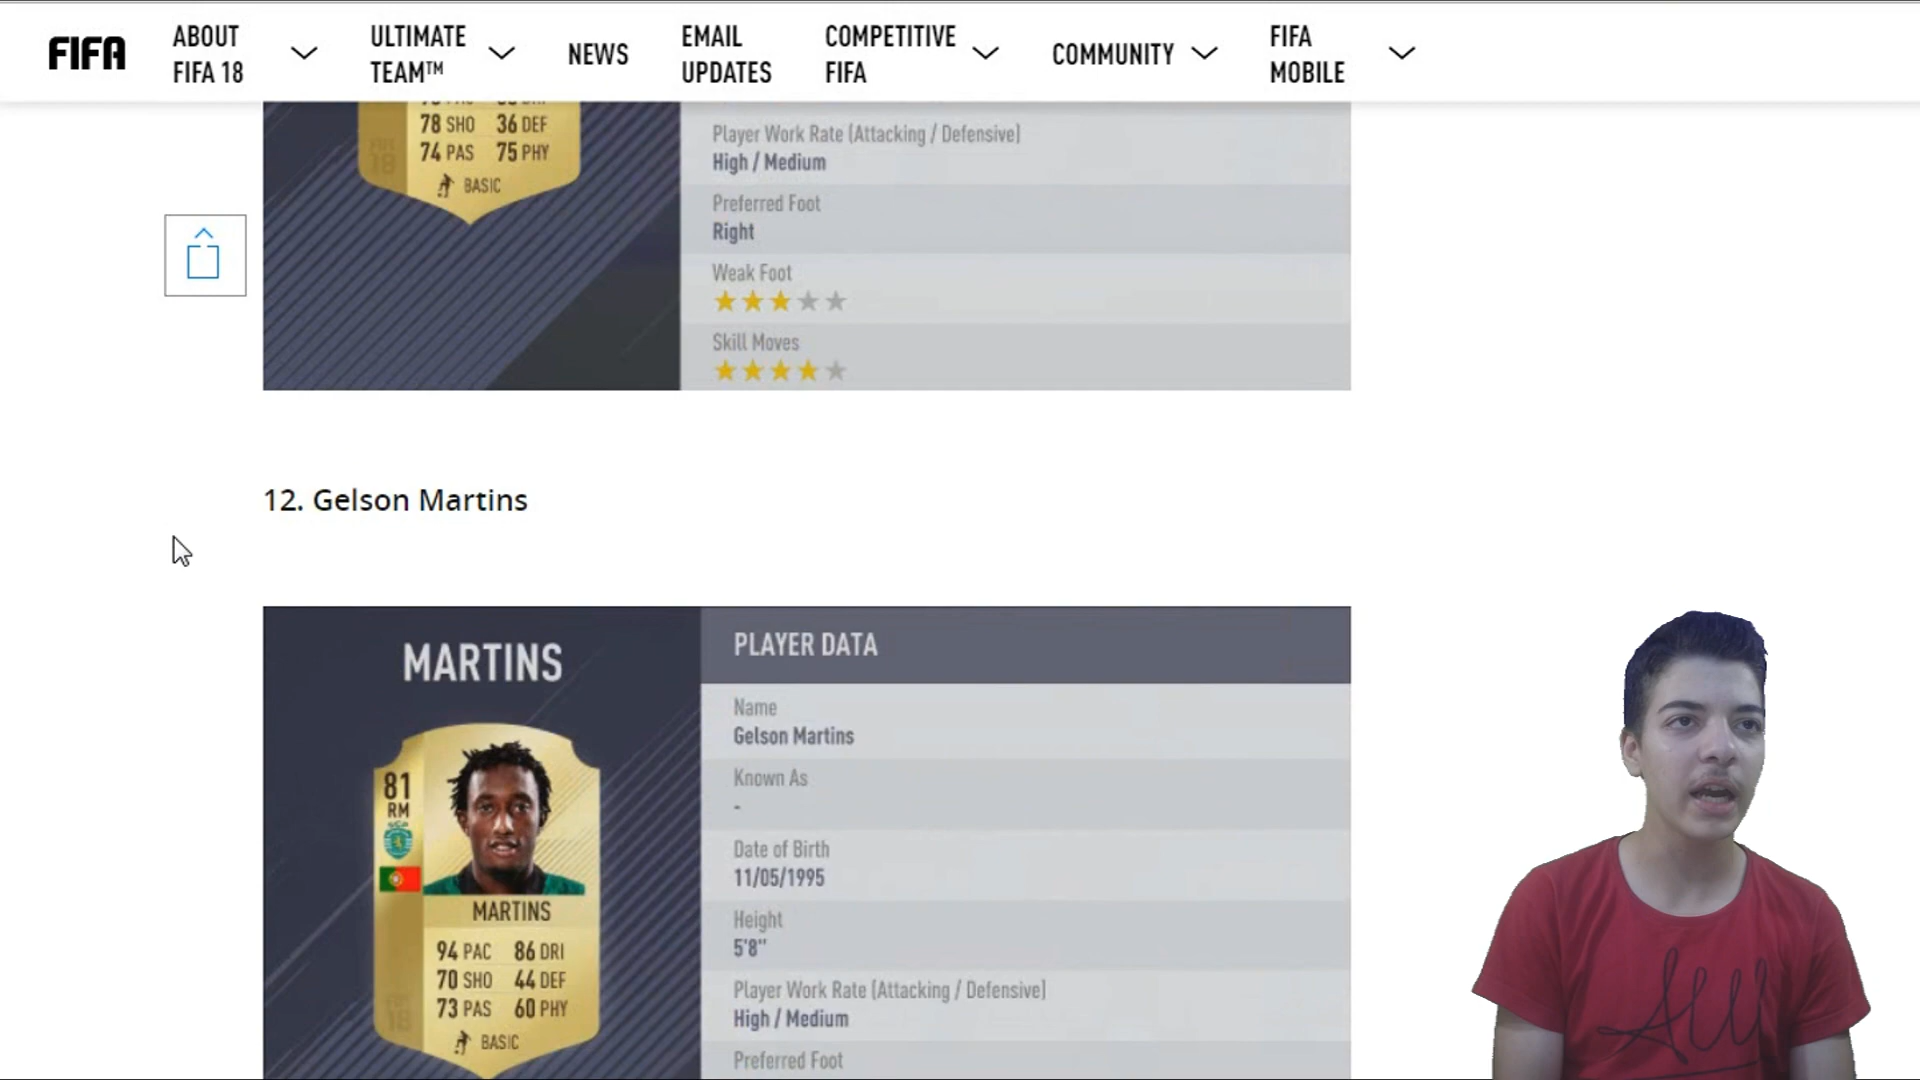 FIFA
ABOUT
FIFA 18
ULTIMATE
TEAM™
NEWS
EMAIL
UPDATES
COMPETITIVE
FIFA
COMMUNITY
FIFA
MOBILE
78 SHO 36 DEF
74 PAS 75 PHY
BASIC
Player Work Rate (Attacking / Defensive)
High / Medium
Preferred Foot
Right
Weak Foot
Skill Moves
12. Gelson Martins
MARTINS
81
RM
MARTINS
94 PAC 86 DRI
70 SHO 44 DEF
73 PAS 60 PHY
BASIC
PLAYER DATA
Name
Gelson Martins
Known As
-
Date of Birth
11/05/1995
Height
5'8"
Player Work Rate (Attacking / Defensive)
High / Medium
Preferred Foot